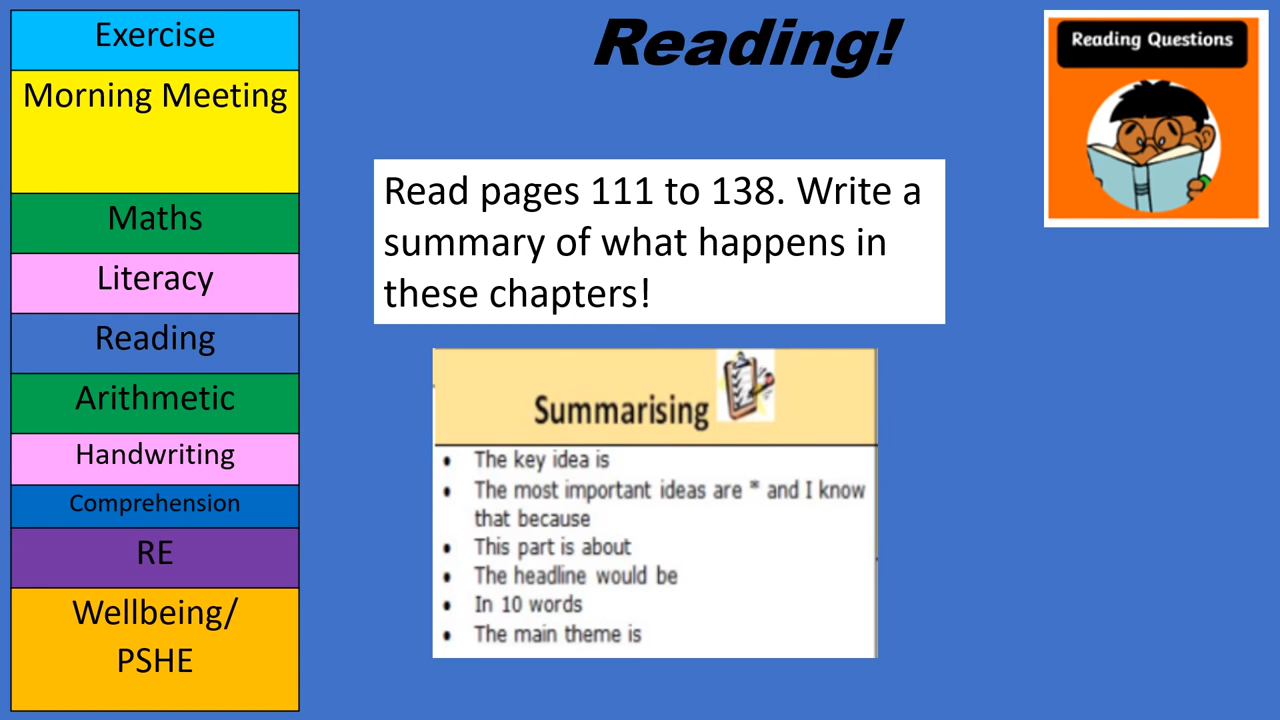 Exercise
Morning Meeting
Maths
Literacy
Reading
Arithmetic
Handwriting
Comprehension
RE
Wellbeing/
PSHE
Reading!
Reading Questions
Read pages 111 to 138. Write a
summary of what happens in
these chapters!
Summarising
• The key idea is
• The most important ideas are * and I know
that because
• This part is about
• The headline would be
• In 10 words
• The main theme is